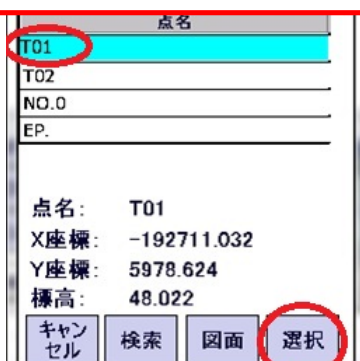 点名
T01
T02
NO.0
EP.
点名: T01
X座標: -192711.032
Y座標: 5978.624
標高: 48.022
キャン
セル
検索
図面
選択